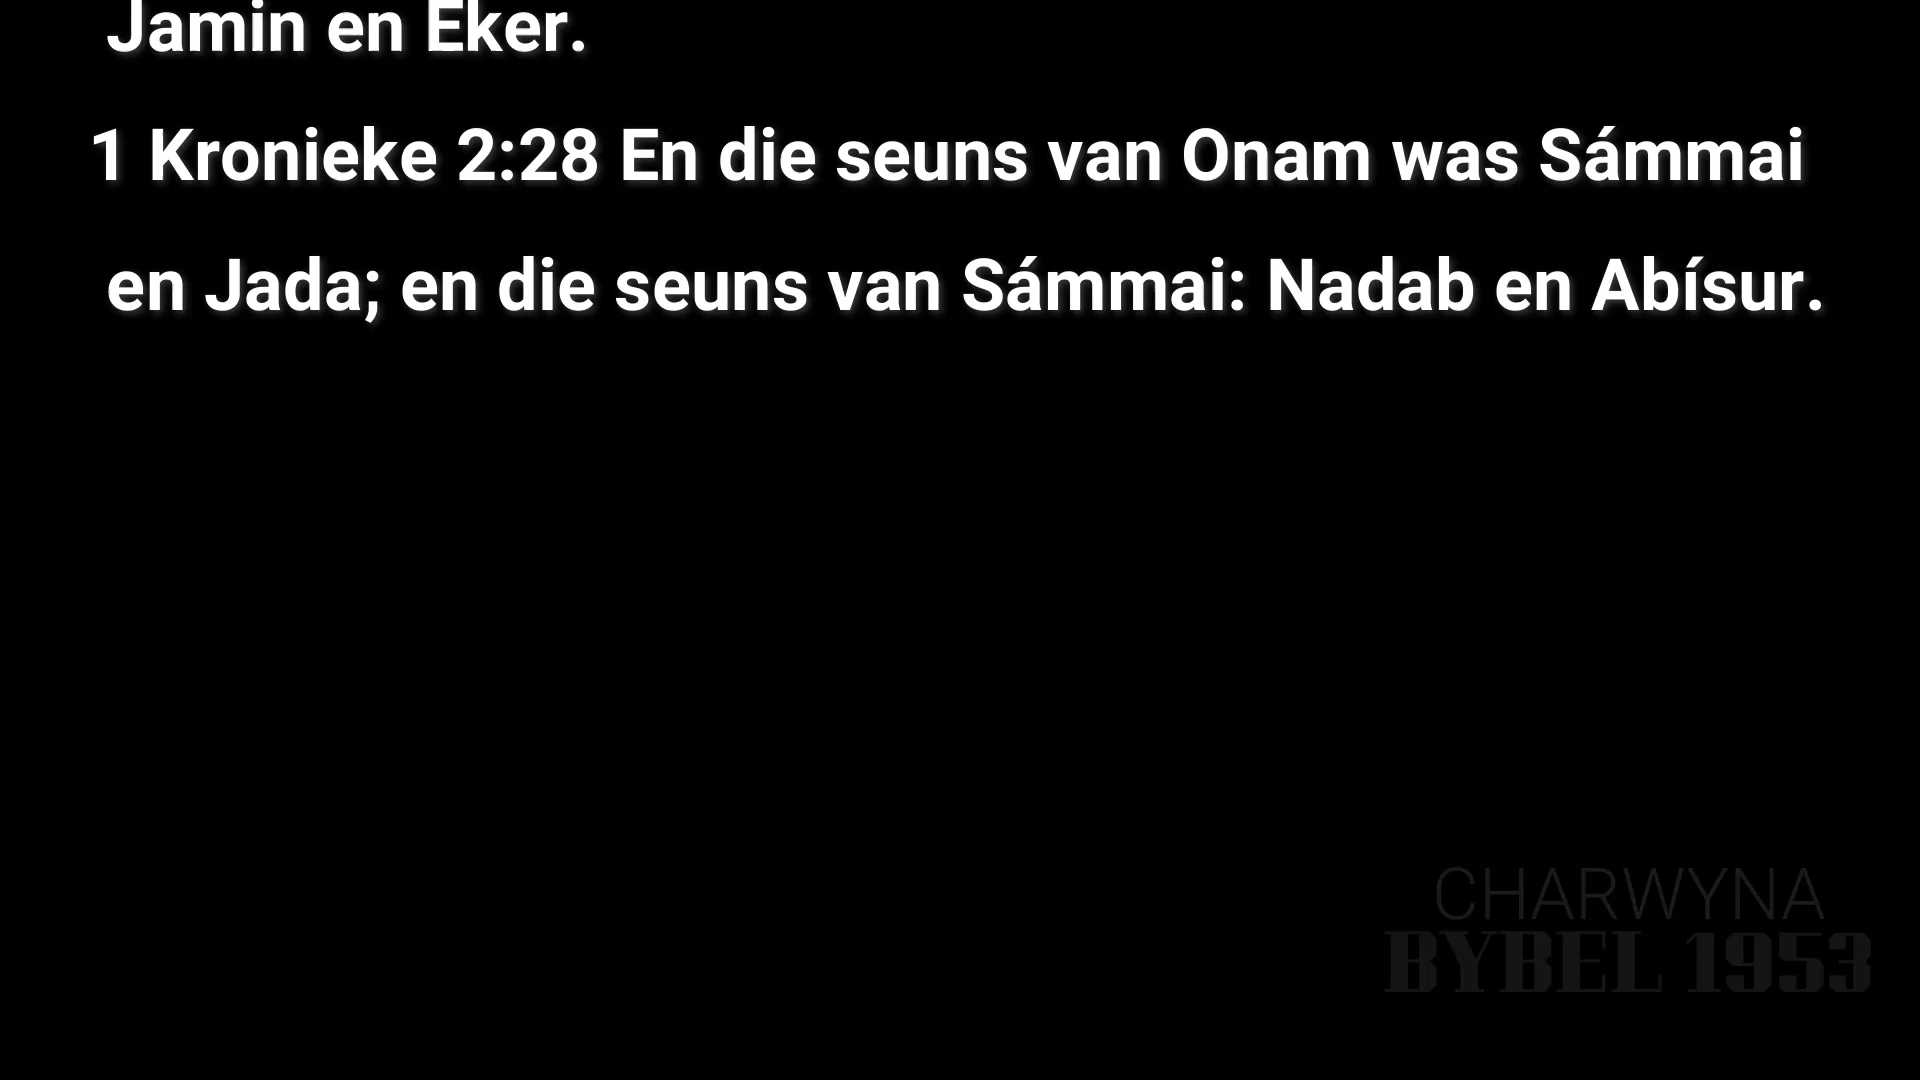 Jamin en Eker.
1 Kronieke 2:28 En die seuns van Onam was Sámmai
en Jada; en die seuns van Sámmai: Nadab en Abísur.
CHARWYNA
BYBEL 1953